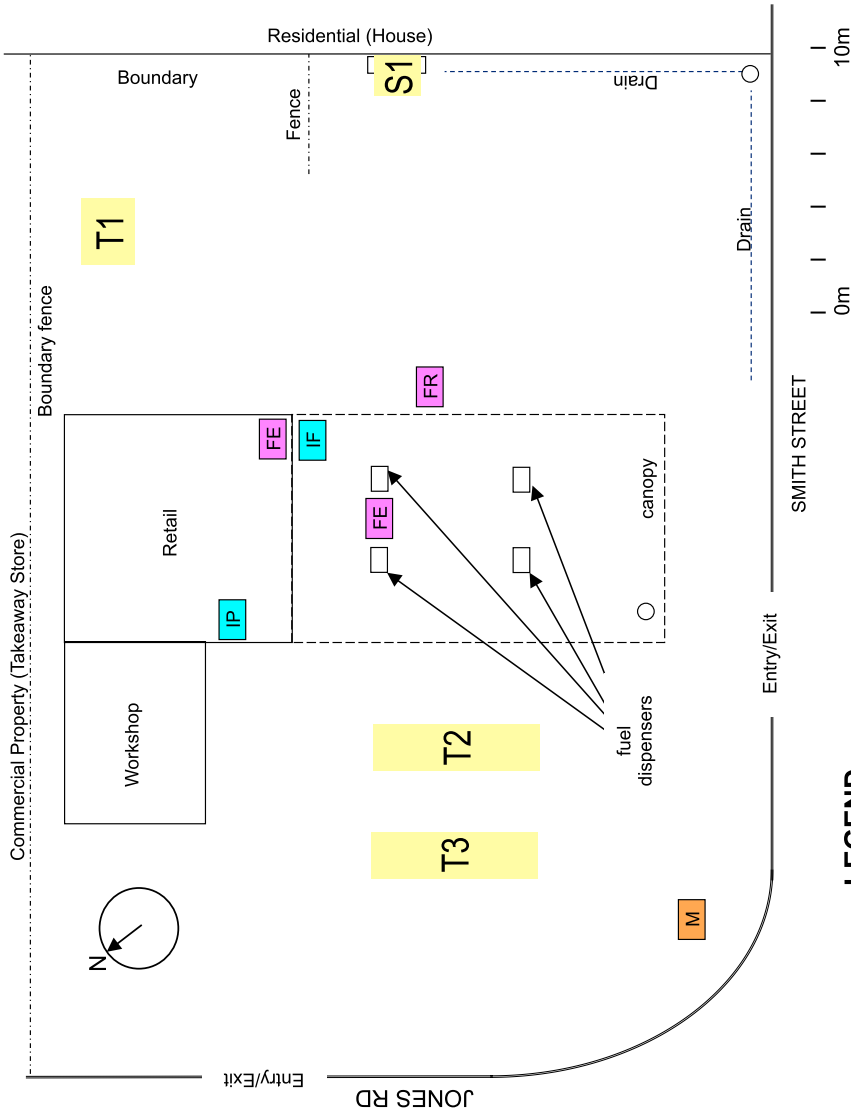 Commercial Property (Takeaway Store)
Boundary fence
Boundary
Residential (House)
Fence
S1
Drain
T1
Drain
Retail
FE
IF
FR
IP
FE
canopy
Workshop
T2
T3
fuel
dispensers
N
M
Entry/Exit
JONES RD
Entry/Exit
SMITH STREET
0m
10m